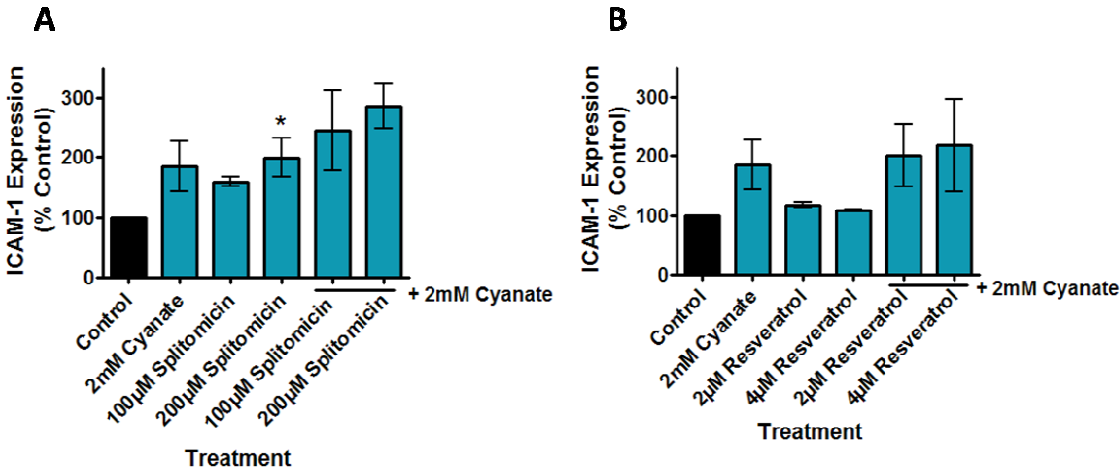 A
ICAM-1 Expression
(% Control)
300
200
100
0
*
Control
2mM Cyanate
100µM Splitomicin
200µM Splitomicin
100µM Splitomicin
200µM Splitomicin
+ 2mM Cyanate
Treatment
B
ICAM-1 Expression
(% Control)
300
200
100
0
Control
2mM Cyanate
2µM Resveratrol
4µM Resveratrol
2µM Resveratrol
4µM Resveratrol
+ 2mM Cyanate
Treatment